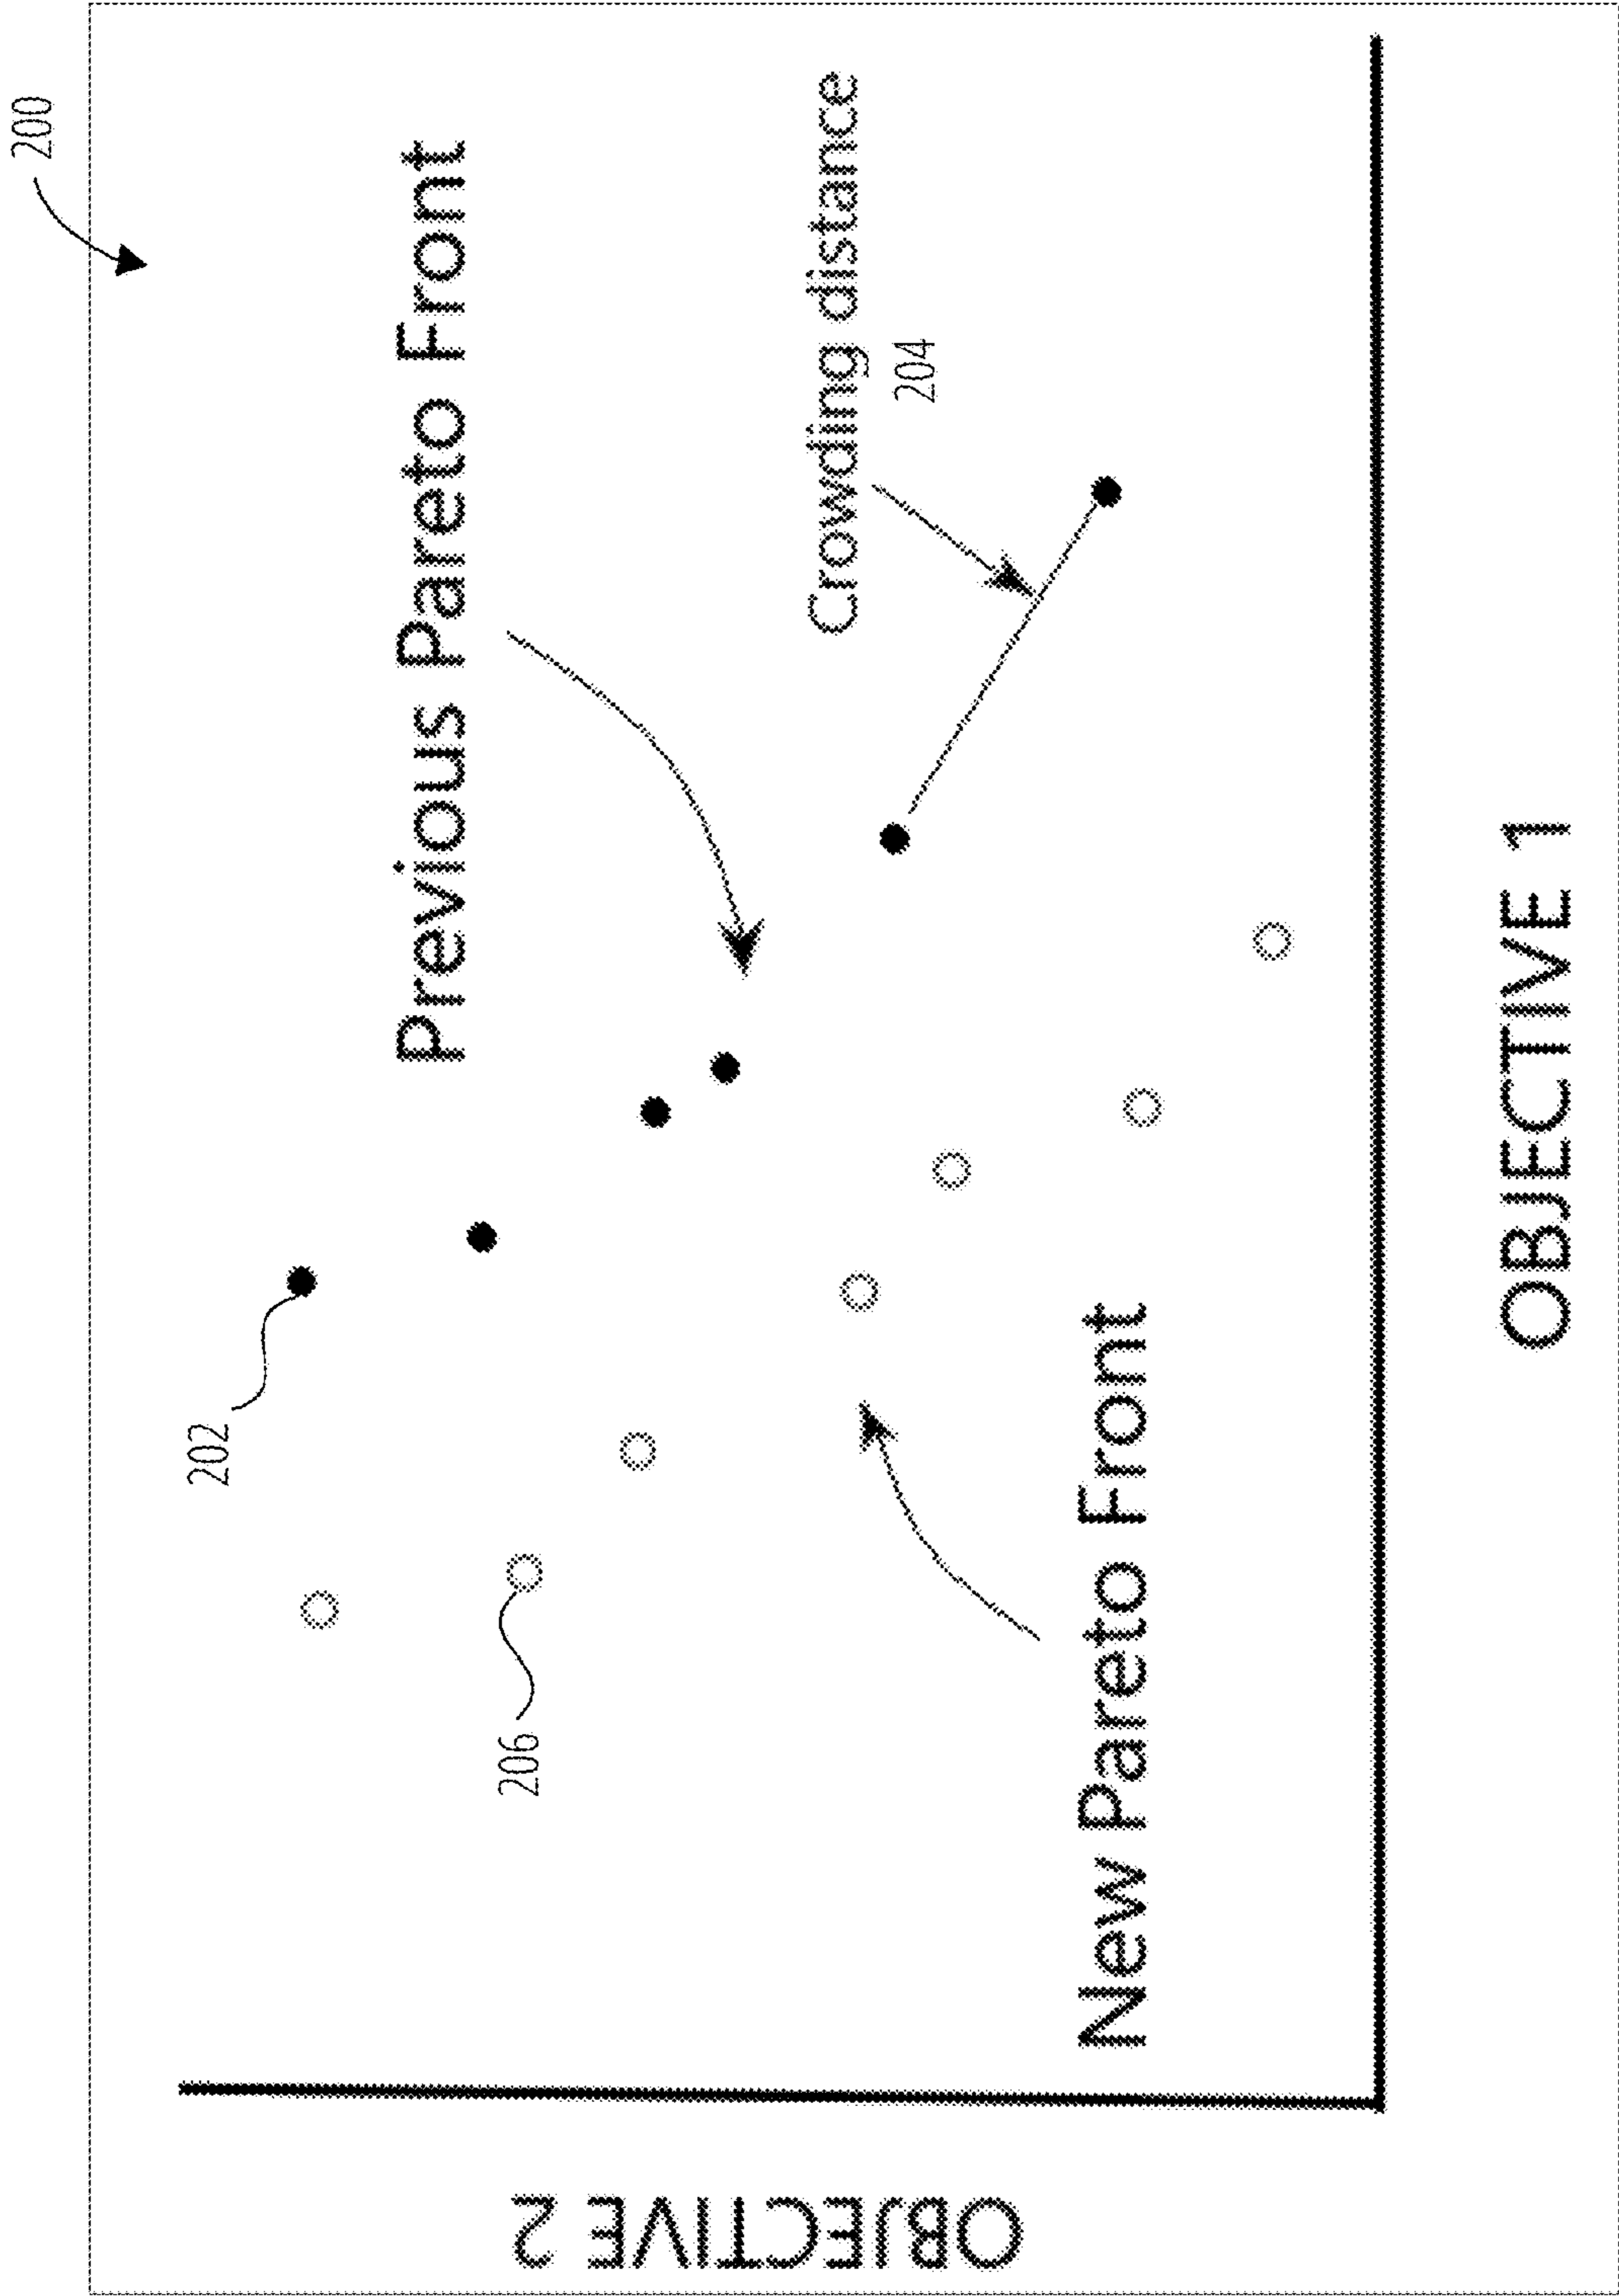 200
Previous Pareto Front
202
Crowding distance
204
206
New Pareto Front
OBJECTIVE 2
OBJECTIVE 1